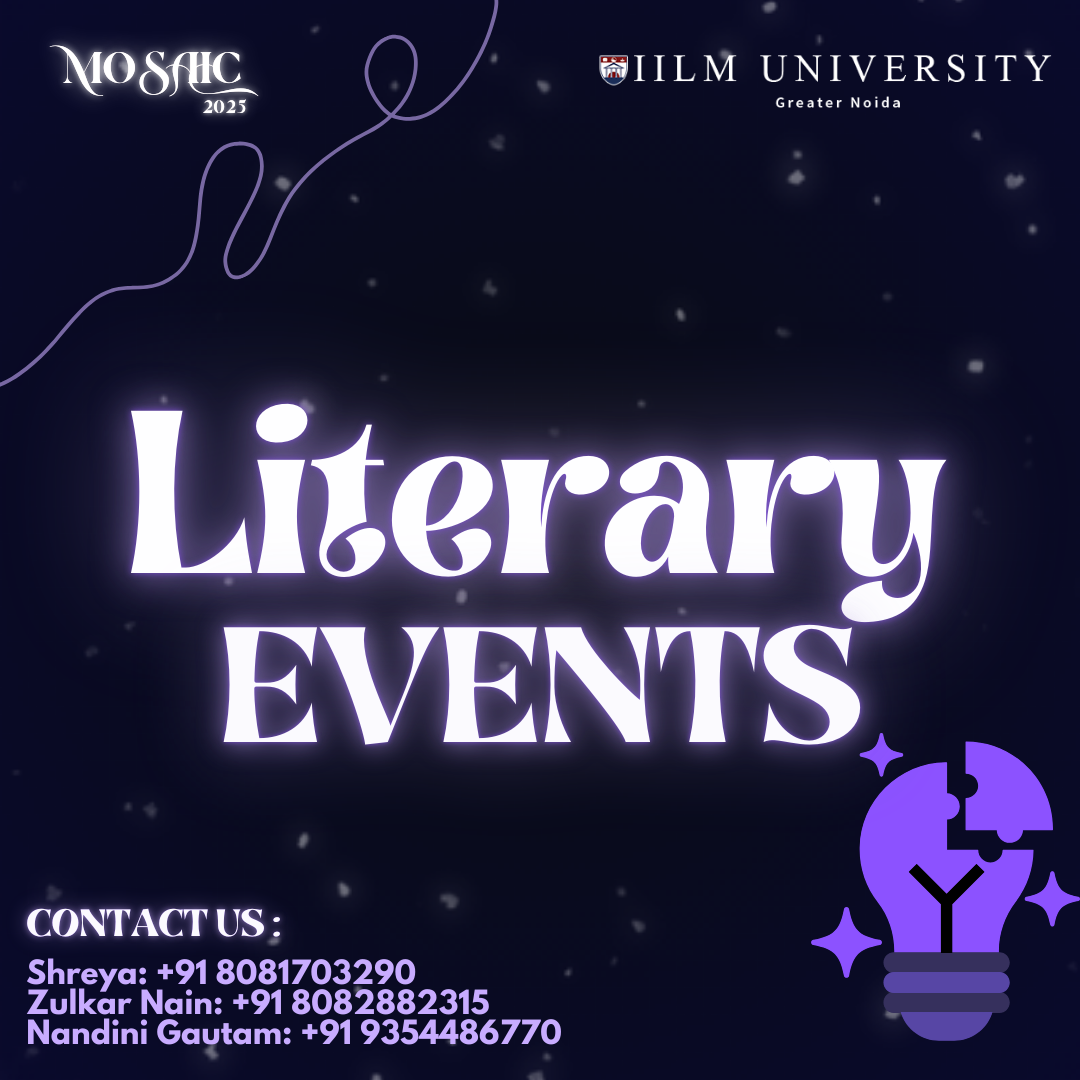 MOSAIC
2025
IILM UNIVERSITY
Greater Noida
Literary
EVENTS
CONTACT US :
Shreya: +91 8081703290
Zulkar Nain: +91 8082882315
Nandini Gautam: +91 9354486770